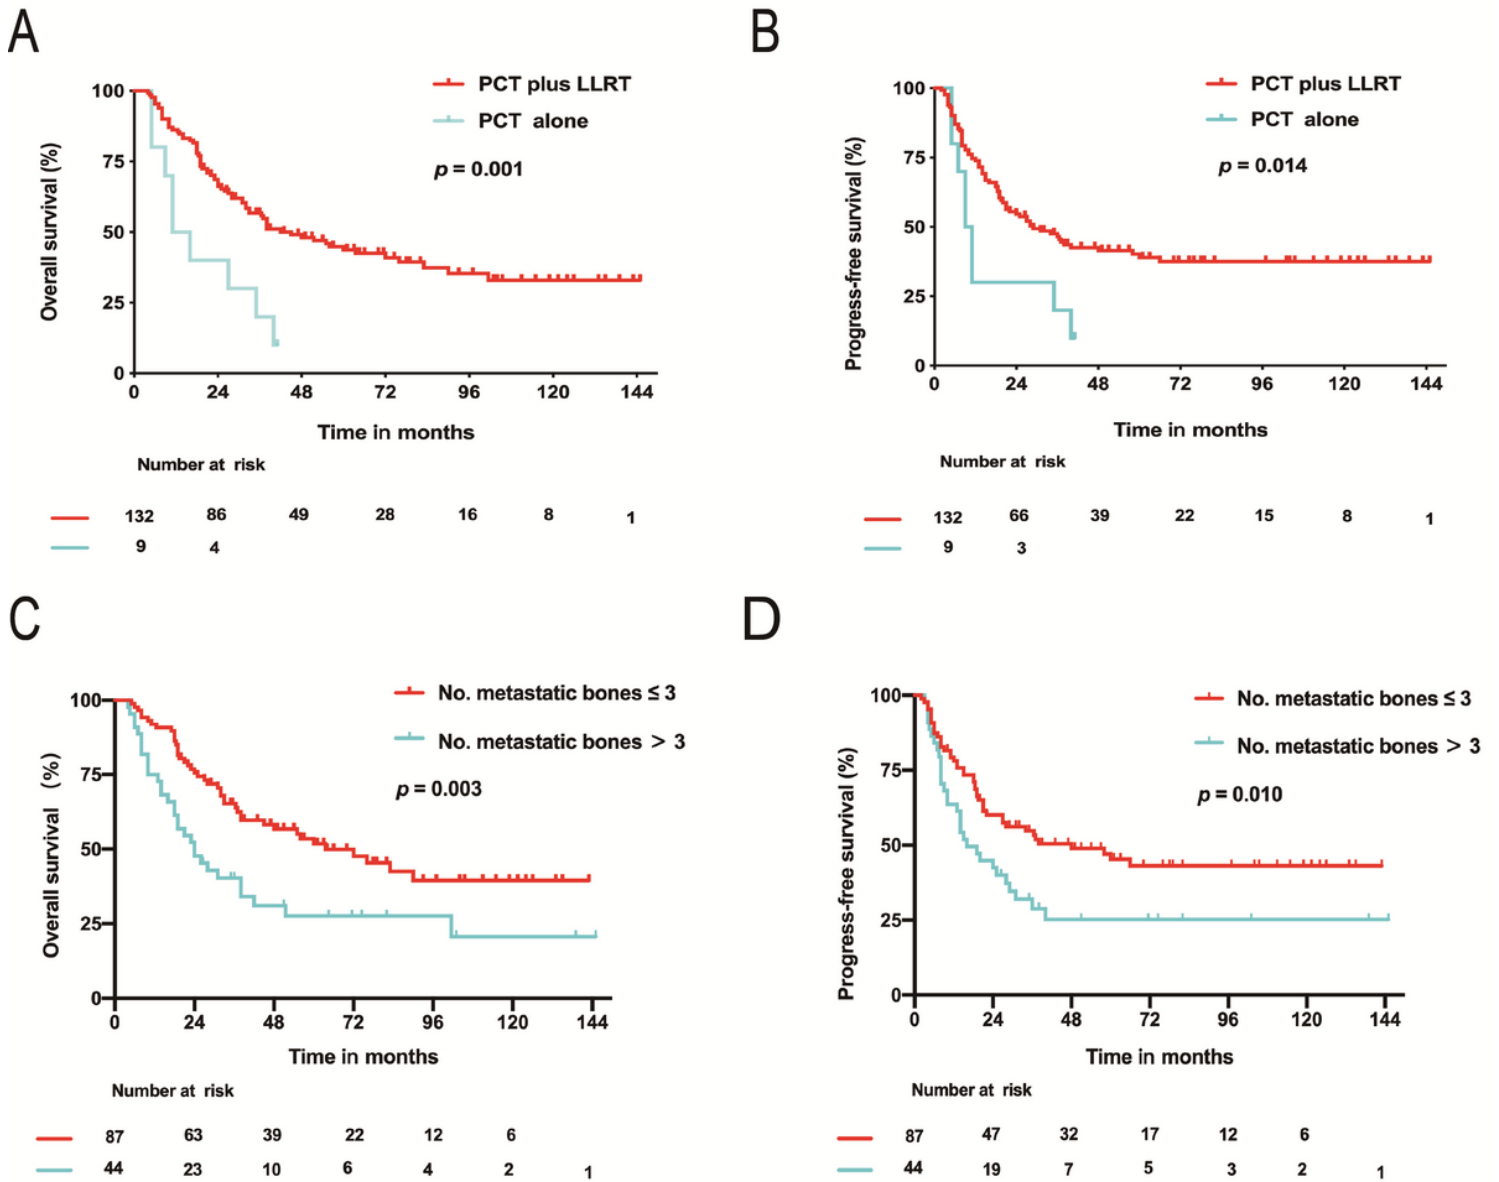 A
PCT plus LLRT
PCT alone
p = 0.001
Overall survival (%)
100
75
50
25
0
0 24 48 72 96 120 144
Time in months
Number at risk
132 86 49 28 16 8 1
9 4
B
PCT plus LLRT
PCT alone
p = 0.014
Progress-free survival (%)
100
75
50
25
0
0 24 48 72 96 120 144
Time in months
Number at risk
132 66 39 22 15 8 1
9 3
C
No. metastatic bones ≤ 3
No. metastatic bones > 3
p = 0.003
Overall survival (%)
100
75
50
25
0
0 24 48 72 96 120 144
Time in months
Number at risk
87 63 39 22 12 6
44 23 10 6 4 2 1
D
No. metastatic bones ≤ 3
No. metastatic bones > 3
p = 0.010
Progress-free survival (%)
100
75
50
25
0
0 24 48 72 96 120 144
Time in months
Number at risk
87 47 32 17 12 6
44 19 7 5 3 2 1